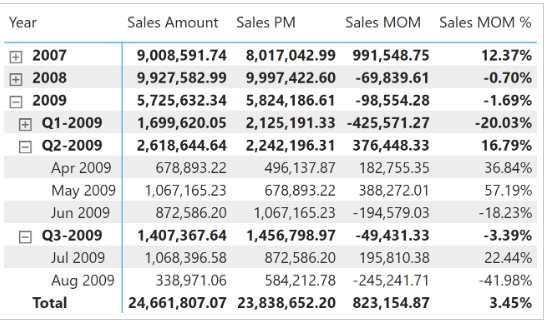 Year Sales Amount Sales PM Sales MOM Sales MOM %
2007 9,008,591.74 8,017,042.99 991,548.75 12.37%
2008 9,927,582.99 9,997,422.60 -69,839.61 -0.70%
2009 5,725,632.34 5,824,186.61 -98,554.28 -1.69%
Q1-2009 1,699,620.05 2,125,191.33 -425,571.27 -20.03%
Q2-2009 2,618,644.64 2,242,196.31 376,448.33 16.79%
Apr 2009 678,893.22 496,137.87 182,755.35 36.84%
May 2009 1,067,165.23 678,893.22 388,272.01 57.19%
Jun 2009 872,586.20 1,067,165.23 -194,579.03 -18.23%
Q3-2009 1,407,367.64 1,456,798.97 -49,431.33 -3.39%
Jul 2009 1,068,396.58 872,586.20 195,810.38 22.44%
Aug 2009 338,971.06 584,212.78 -245,241.71 -41.98%
Total 24,661,807.07 23,838,652.20 823,154.87 3.45%